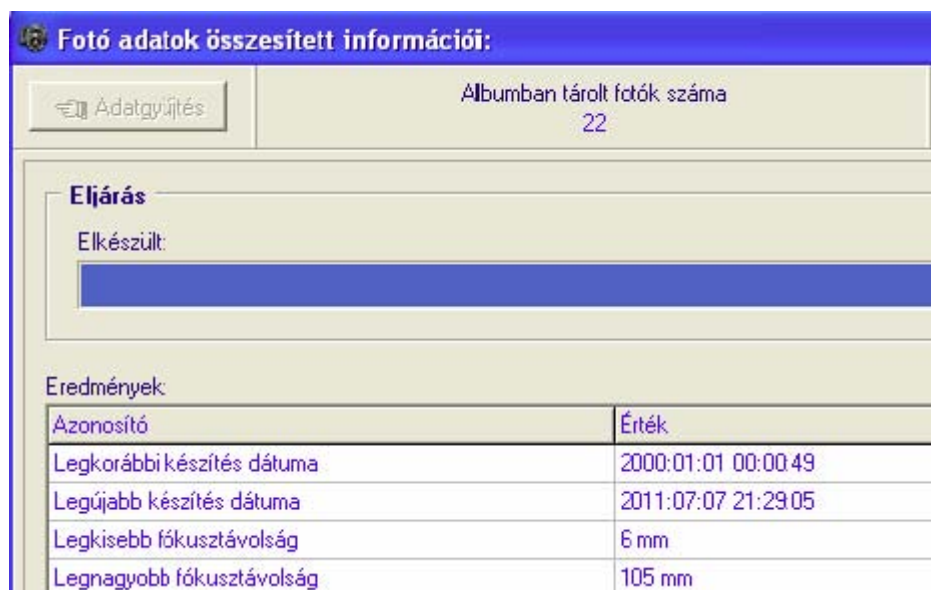 Fotó adatok összesített információi:
Adatgyűjtés
Albumban tárolt fotók száma
22
Eljárás
Elkészült:
Eredmények:
Azonosító Érték
Legkorábbi készítés dátuma 2000:01:01 00:00:49
Legújabb készítés dátuma 2011:07:07 21:29:05
Legkisebb fókusztávolság 6 mm
Legnagyobb fókusztávolság 105 mm